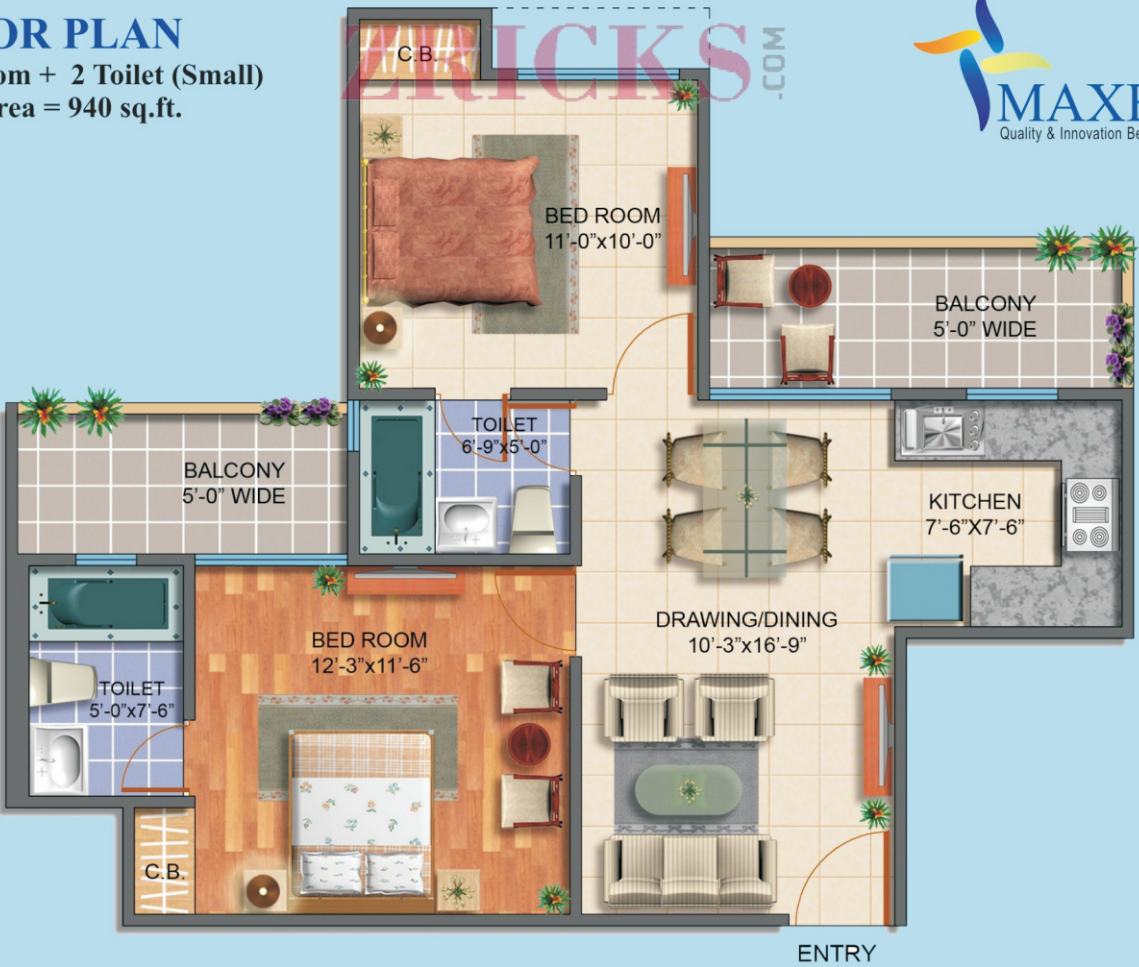 OR PLAN
om + 2 Toilet (Small)
rea = 940 sq.ft.
ZRICKS.COM
MAXB
Quality & Innovation Be
C.B.
BED ROOM
11'-0"x10'-0"
BALCONY
5'-0" WIDE
TOILET
6'-9"x5'-0"
BALCONY
5'-0" WIDE
KITCHEN
7'-6"X7'-6"
DRAWING/DINING
10'-3"x16'-9"
BED ROOM
12'-3"x11'-6"
TOILET
5'-0"x7'-6"
C.B.
ENTRY